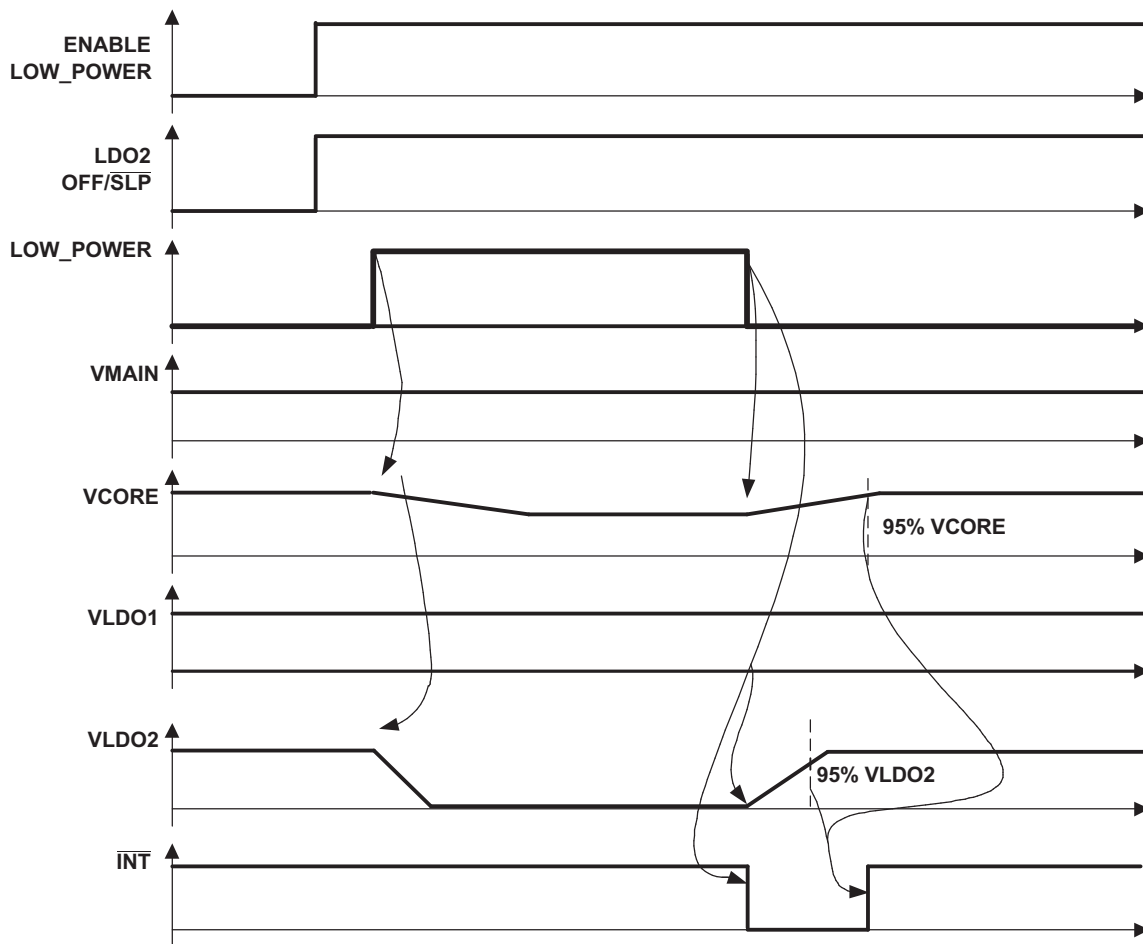 ENABLE
LOW_POWER
LDO2
OFF/SLP
LOW_POWER
VMAIN
VCORE
95% VCORE
VLDO1
VLDO2
95% VLDO2
INT